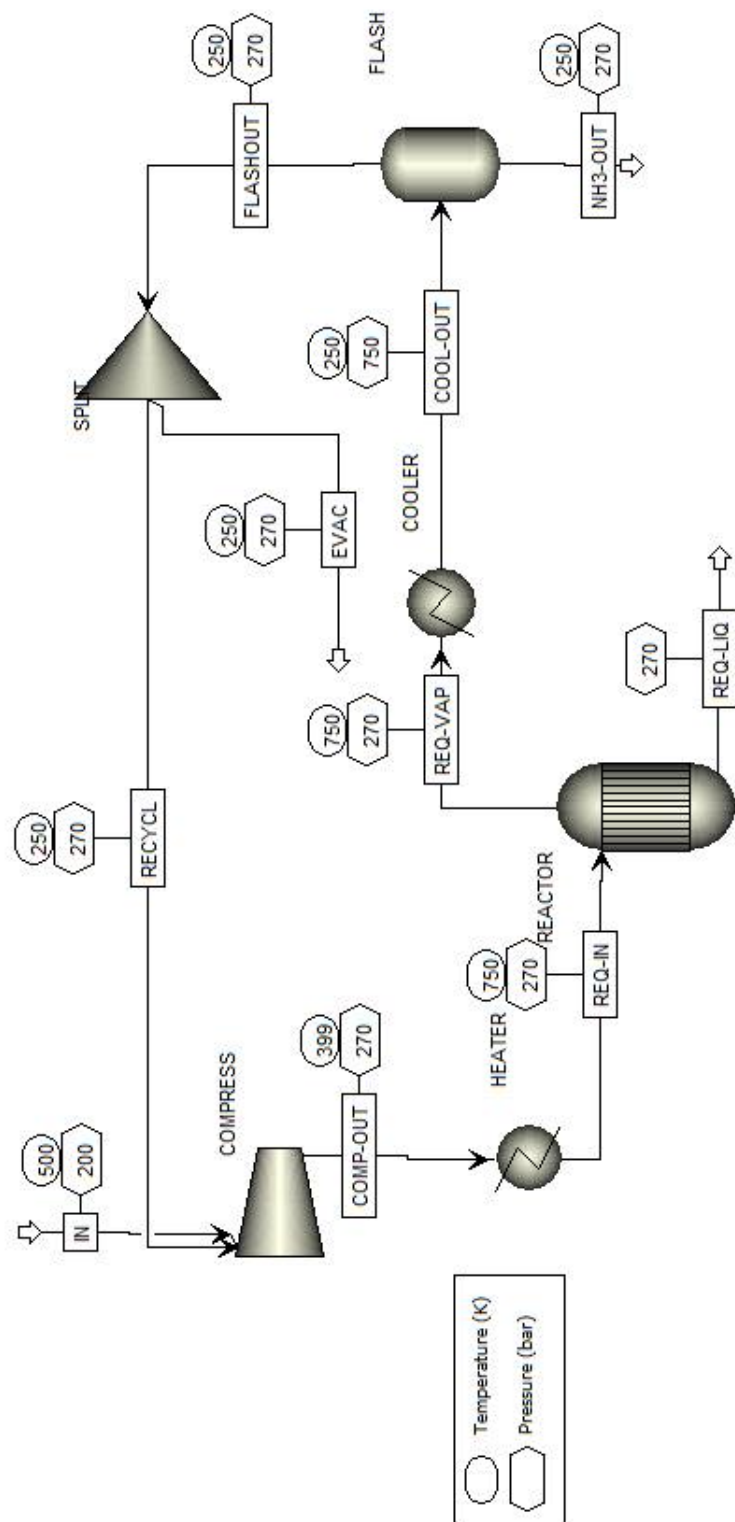 IN
500
200
COMPRESS
COMP-OUT
399
270
HEATER
REQ-IN
750
270
REACTOR
REQ-LIQ
270
REQ-VAP
750
270
COOLER
COOL-OUT
250
750
FLASH
NH3-OUT
250
270
FLASHOUT
250
270
SPLIT
EVAC
250
270
RECYCL
250
270
Temperature (K)
Pressure (bar)